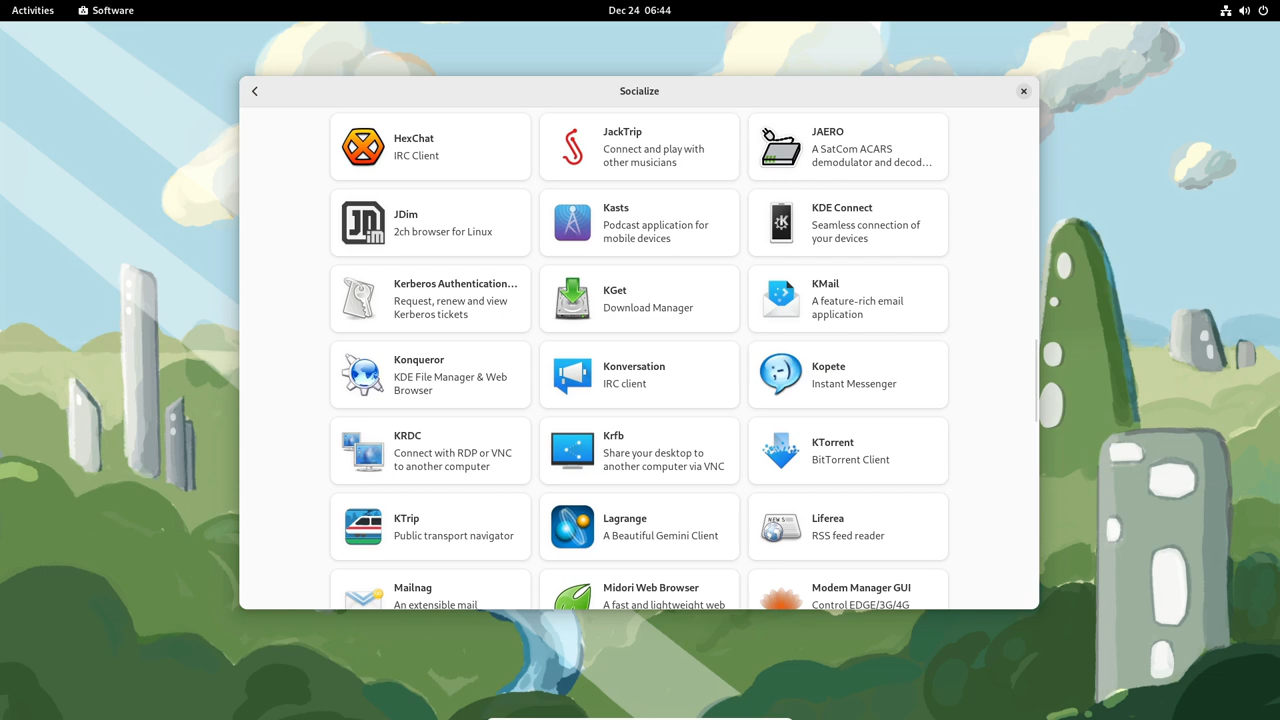 Activities
Software
Dec 24 06:44
Socialize
HexChat
IRC Client
JackTrip
Connect and play with
other musicians
JAERO
A SatCom ACARS
demodulator and decod…
JDim
2ch browser for Linux
Kasts
Podcast application for
mobile devices
KDE Connect
Seamless connection of
your devices
Kerberos Authentication…
Request, renew and view
Kerberos tickets
KGet
Download Manager
KMail
A feature-rich email
application
Konqueror
KDE File Manager & Web
Browser
Konversation
IRC client
Kopete
Instant Messenger
KRDC
Connect with RDP or VNC
to another computer
Krfb
Share your desktop to
another computer via VNC
KTorrent
BitTorrent Client
KTrip
Public transport navigator
Lagrange
A Beautiful Gemini Client
NEWS
Liferea
RSS feed reader
Mailnag
An extensible mail
Midori Web Browser
A fast and lightweight web
Modem Manager GUI
Control EDGE/3G/4G